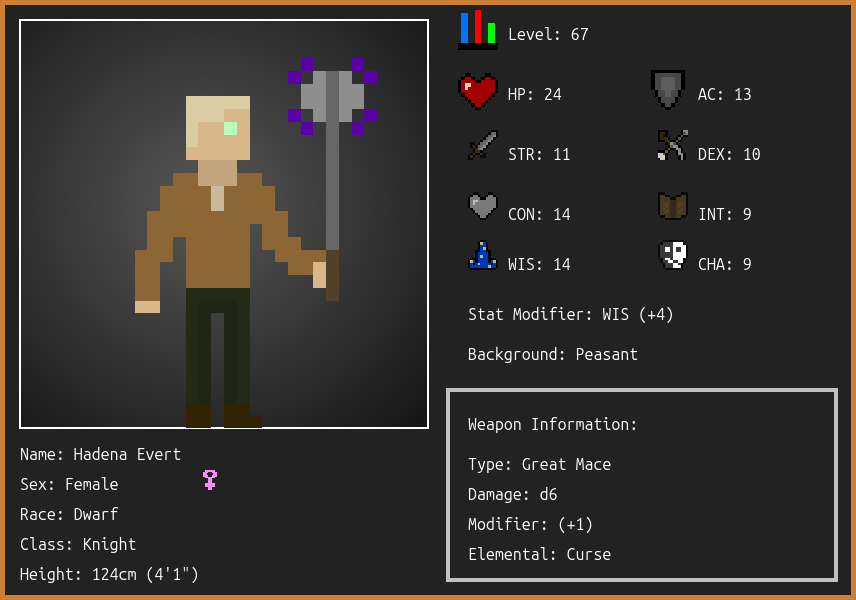 Level: 67
HP: 24
AC: 13
STR: 11
DEX: 10
CON: 14
INT: 9
WIS: 14
CHA: 9
Stat Modifier: WIS (+4)
Background: Peasant
Name: Hadena Evert
Sex: Female
Race: Dwarf
Class: Knight
Height: 124cm (4'1")
Weapon Information:
Type: Great Mace
Damage: d6
Modifier: (+1)
Elemental: Curse